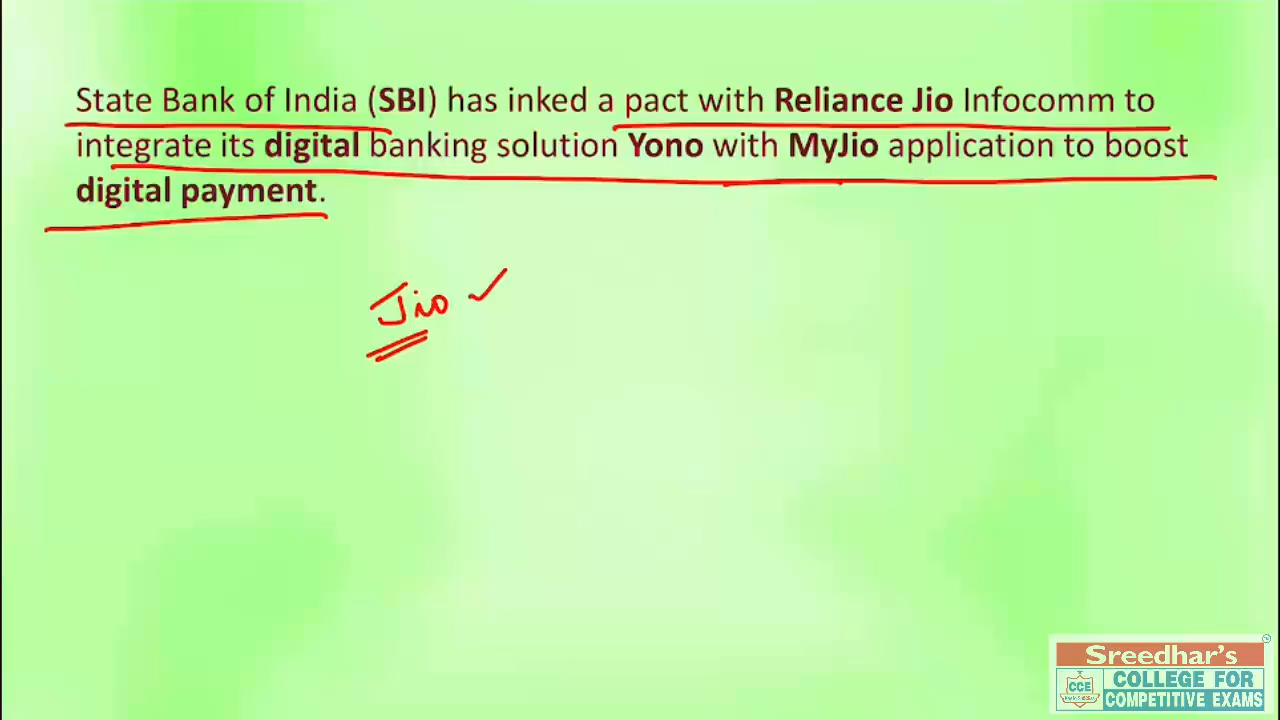 State Bank of India (SBI) has inked a pact with Reliance Jio Infocomm to
integrate its digital banking solution Yono with MyJio application to boost
digital payment.
Jio
Sreedhar's
CCE
COLLEGE FOR
COMPETITIVE EXAMS